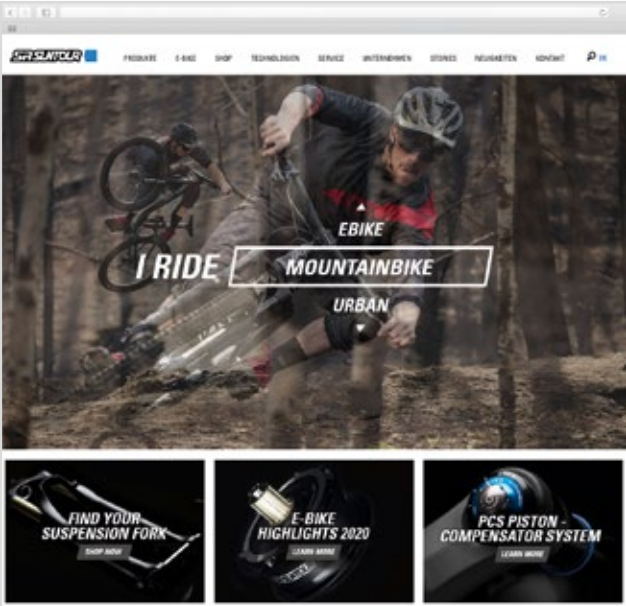 SR SUNTOUR
PRODUKTE E-BIKE SHOP TECHNOLOGIEN SERVICE UNTERNEHMEN STORIES NEUIGKEITEN KONTAKT
EBIKE
I RIDE MOUNTAINBIKE
URBAN
FIND YOUR
SUSPENSION FORK
SHOP NOW
E-BIKE
HIGHLIGHTS 2020
LEARN MORE
PCS PISTON -
COMPENSATOR SYSTEM
LEARN MORE